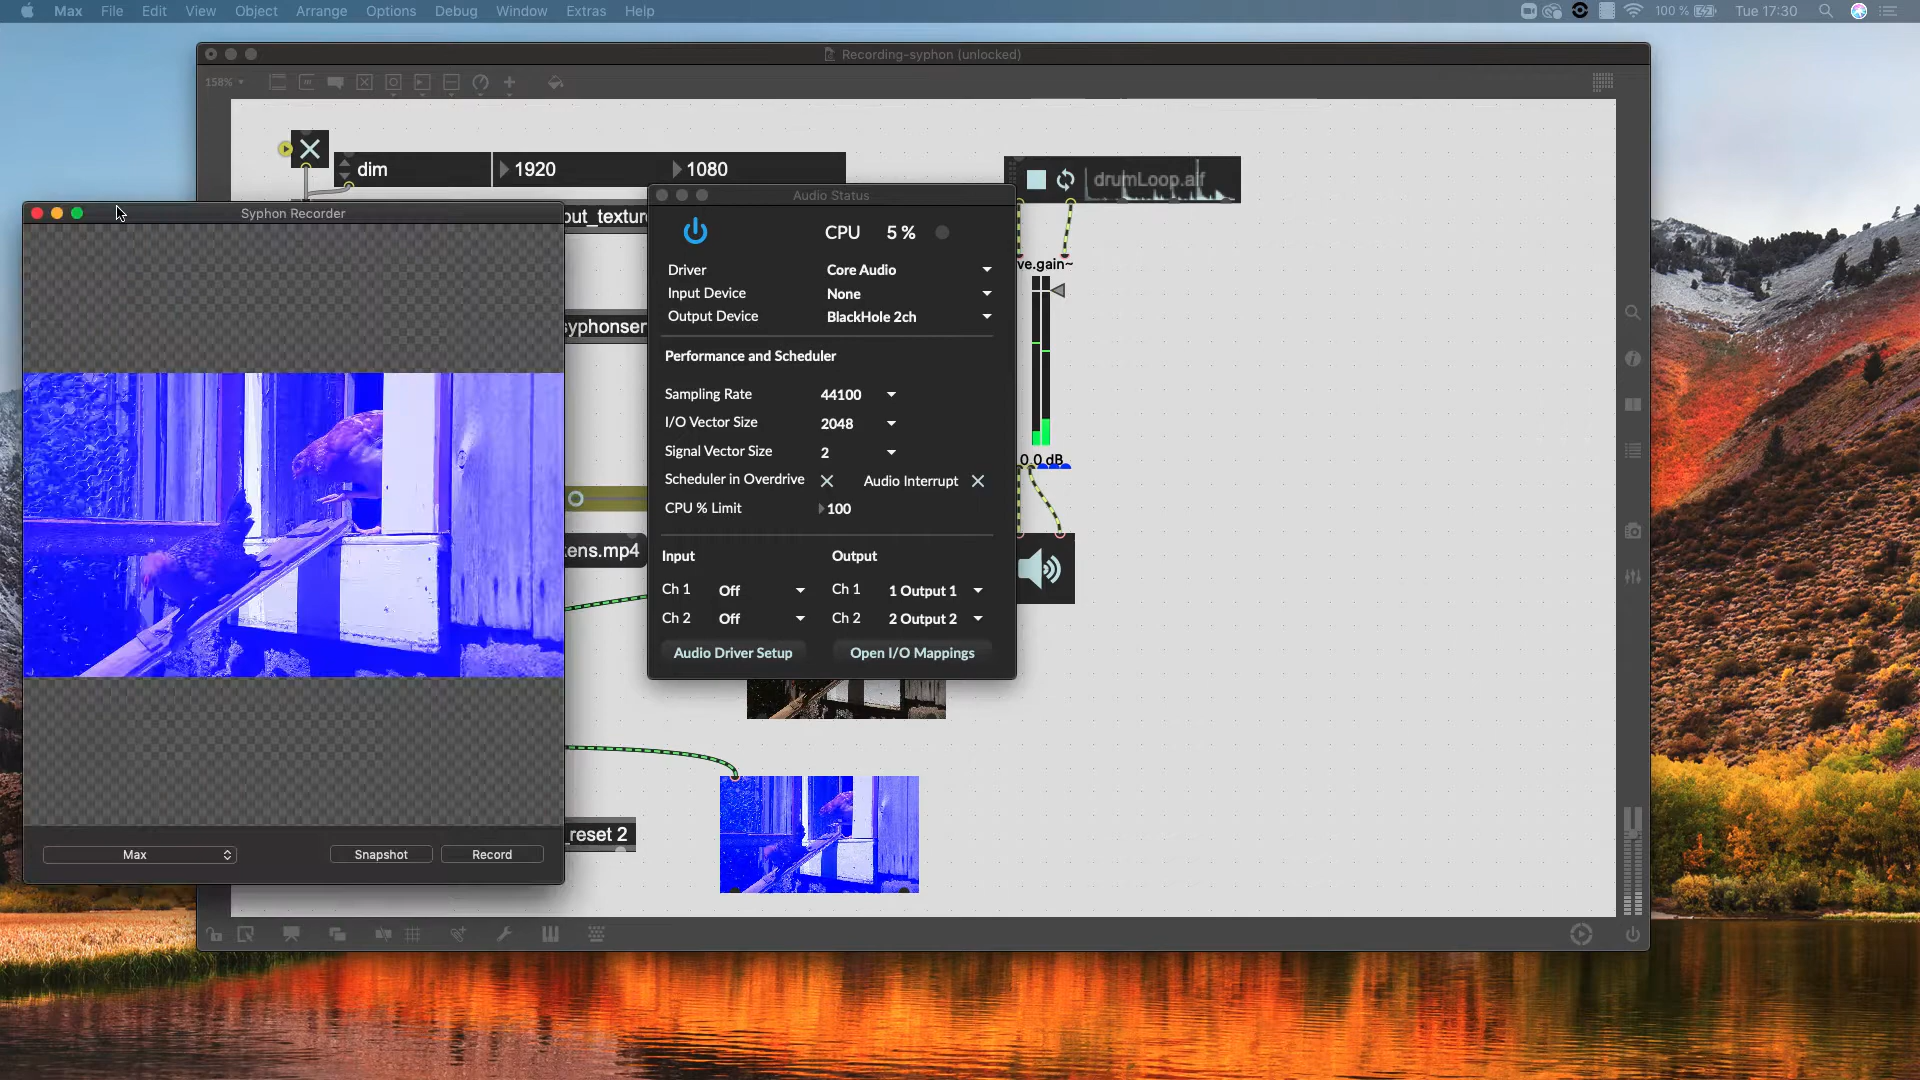 Max File Edit View Object Arrange Options Debug Window Extras Help
100 % Tue 17:30
Recording-syphon (unlocked)
158%
dim 1920 1080
drumLoop.aif
Syphon Recorder
Audio Status
CPU 5 %
Driver Core Audio
Input Device None
Output Device BlackHole 2ch
Performance and Scheduler
Sampling Rate 44100
I/O Vector Size 2048
Signal Vector Size 2
Scheduler in Overdrive Audio Interrupt
CPU % Limit 100
Input Output
Ch 1 Off Ch 1 1 Output 1
Ch 2 Off Ch 2 2 Output 2
Audio Driver Setup Open I/O Mappings
ve.gain~
0.0 dB
out_texture
syphonser
kens.mp4
_reset 2
Max Snapshot Record